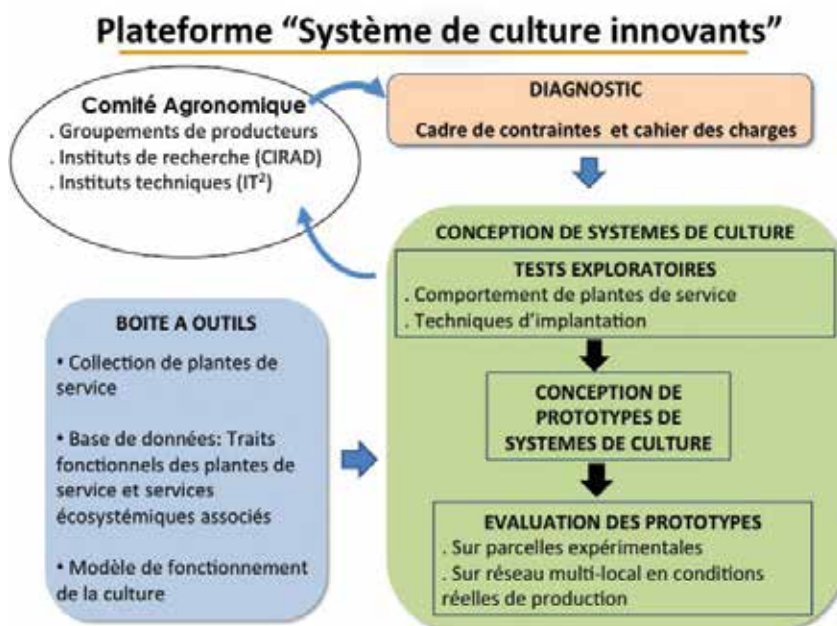 Plateforme “Système de culture innovants”
Comité Agronomique
. Groupements de producteurs
. Instituts de recherche (CIRAD)
. Instituts techniques (IT²)
DIAGNOSTIC
Cadre de contraintes et cahier des charges
CONCEPTION DE SYSTEMES DE CULTURE
TESTS EXPLORATOIRES
. Comportement de plantes de service
. Techniques d’implantation
CONCEPTION DE
PROTOTYPES DE
SYSTEMES DE CULTURE
EVALUATION DES PROTOTYPES
. Sur parcelles expérimentales
. Sur réseau multi-local en conditions
réelles de production
BOITE A OUTILS
• Collection de plantes de
service
• Base de données: Traits
fonctionnels des plantes de
service et services
écosystémiques associés
• Modèle de fonctionnement
de la culture